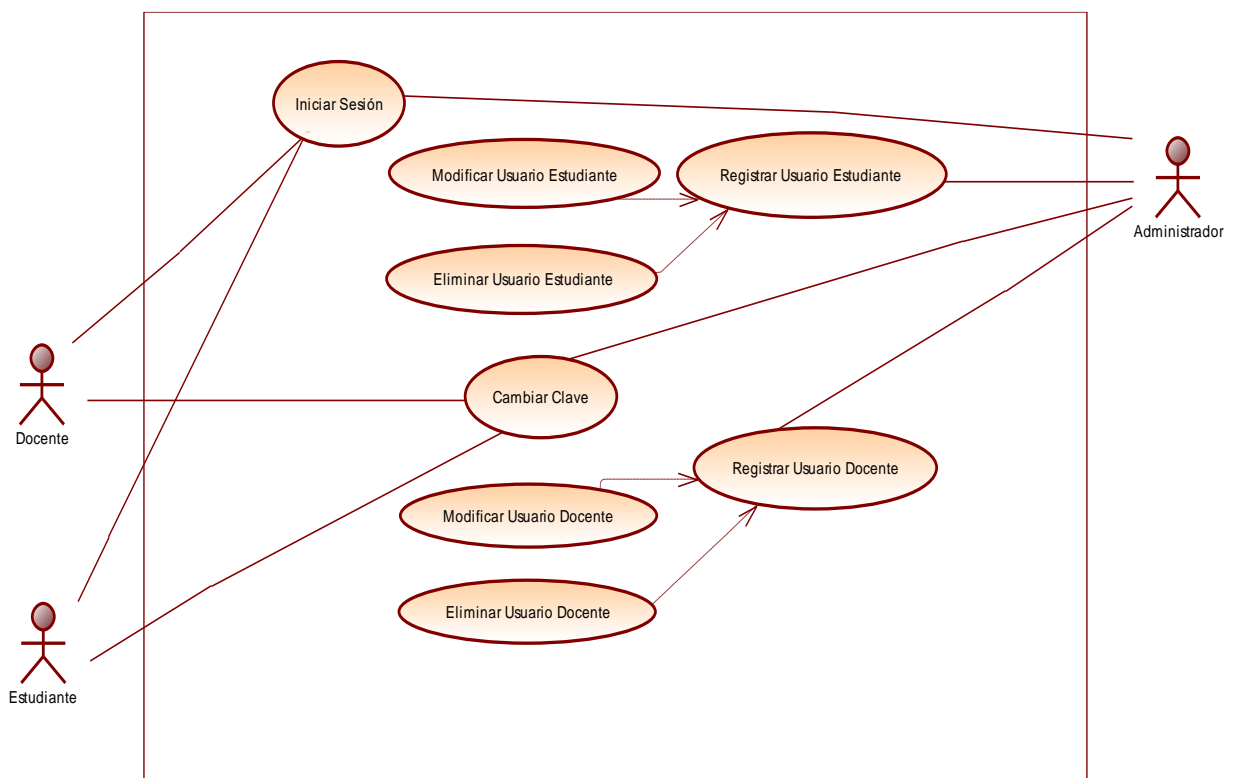 Iniciar Sesión
Modificar Usuario Estudiante
Registrar Usuario Estudiante
Administrador
Eliminar Usuario Estudiante
Cambiar Clave
Docente
Registrar Usuario Docente
Modificar Usuario Docente
Eliminar Usuario Docente
Estudiante